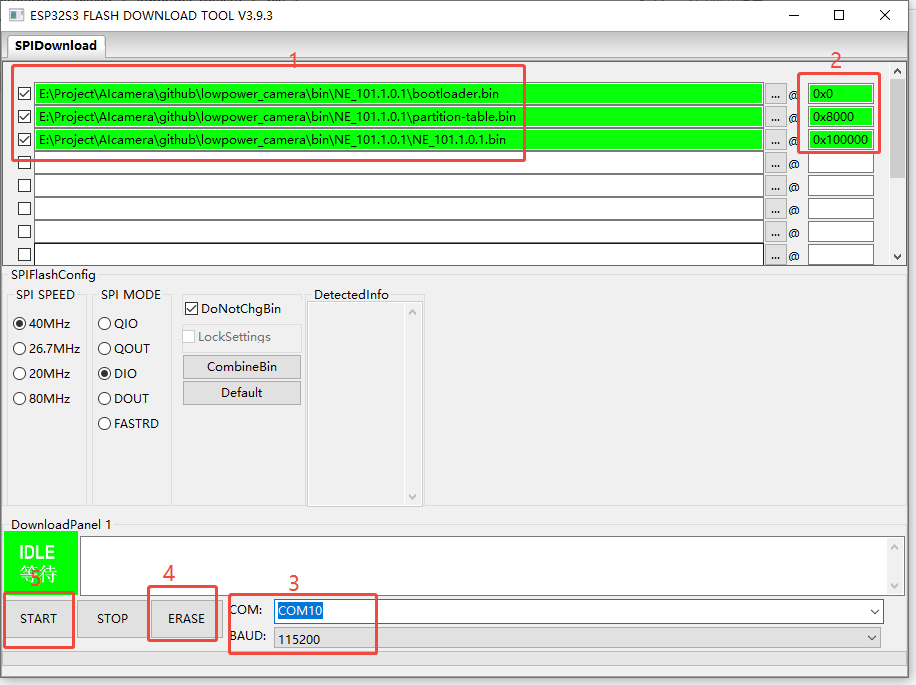 ESP32S3 FLASH DOWNLOAD TOOL V3.9.3
SPIDownload
1
2
E:\Project\AIcamera\github\lowpower_camera\bin\NE_101.1.0.1\bootloader.bin ... @ 0x0
E:\Project\AIcamera\github\lowpower_camera\bin\NE_101.1.0.1\partition-table.bin ... @ 0x8000
E:\Project\AIcamera\github\lowpower_camera\bin\NE_101.1.0.1\NE_101.1.0.1.bin ... @ 0x100000
... @
... @
... @
... @
... @
SPIFlashConfig
SPI SPEED
40MHz
26.7MHz
20MHz
80MHz
SPI MODE
QIO
QOUT
DIO
DOUT
FASTRD
DoNotChgBin
LockSettings
CombineBin
Default
DetectedInfo
DownloadPanel 1
IDLE
等待
5
4
3
START
STOP
ERASE
COM: COM10
BAUD: 115200